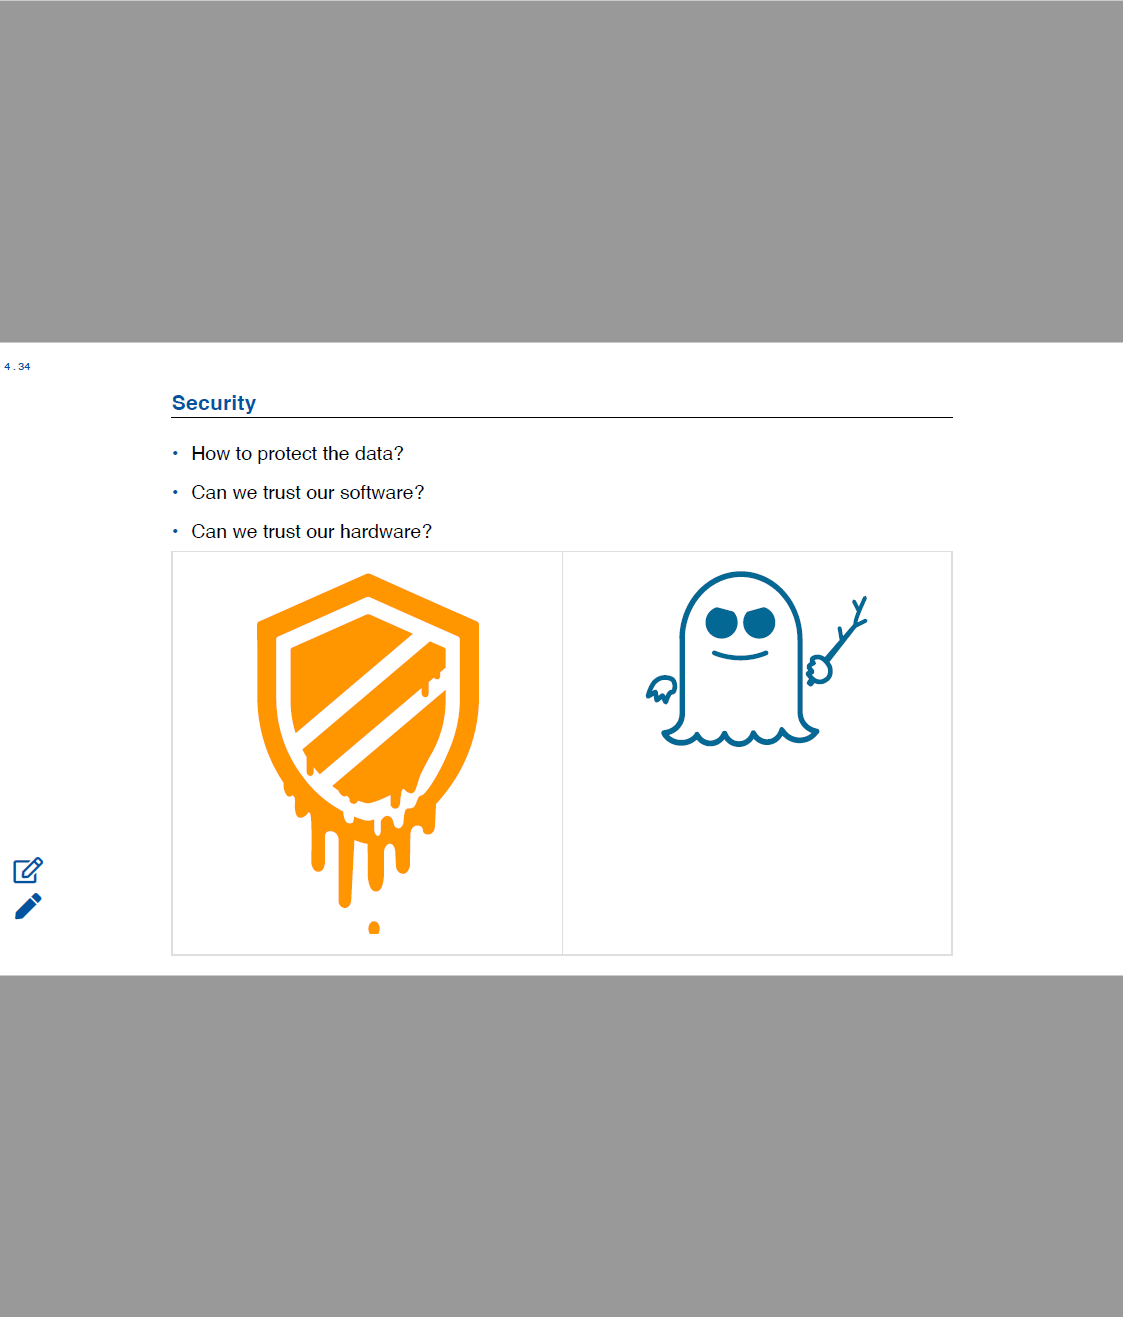 4.34
Security
• How to protect the data?
• Can we trust our software?
• Can we trust our hardware?